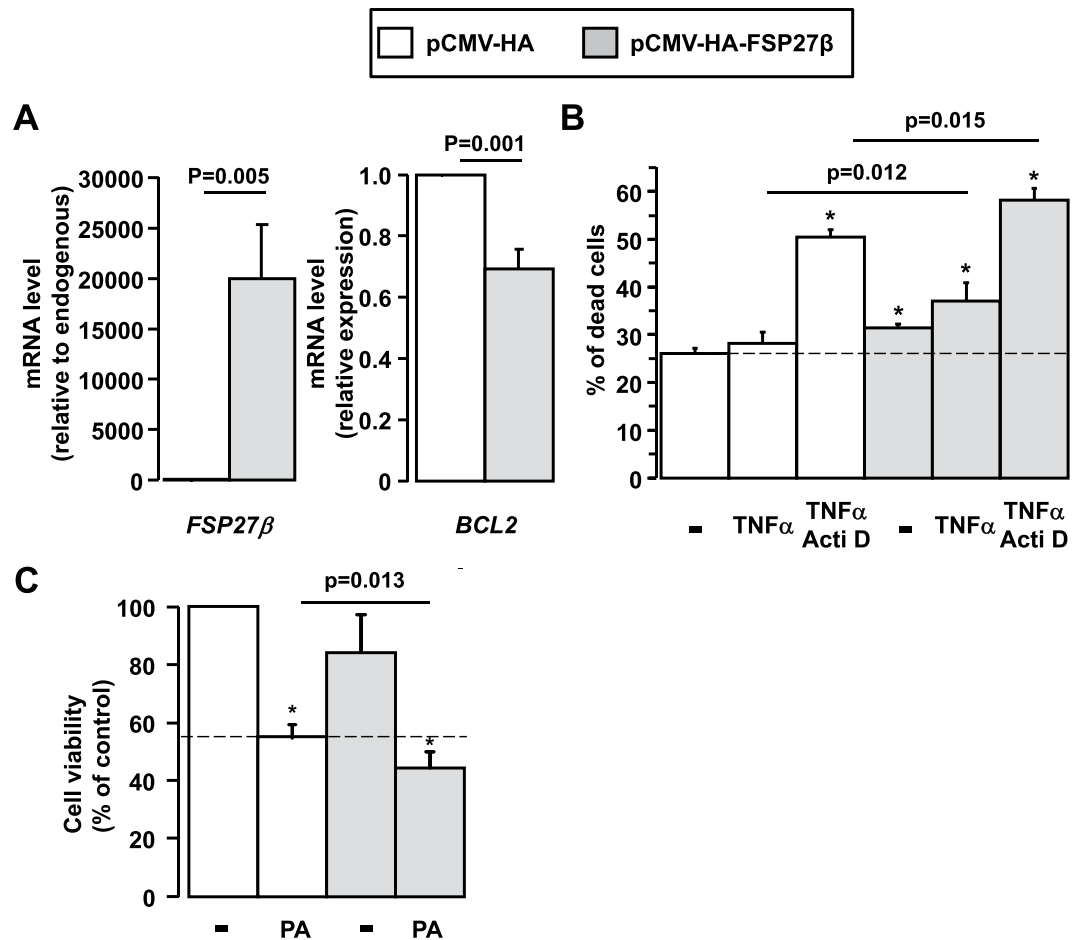 pCMV-HA pCMV-HA-FSP27β
A
P=0.005
30000
25000
20000
15000
10000
5000
0
mRNA level
(relative to endogenous)
FSP27β
P=0.001
1.0
0.8
0.6
0.4
0.2
0
mRNA level
(relative expression)
BCL2
B
p=0.015
p=0.012
60
50
40
30
20
10
0
% of dead cells
* * * *
- TNFα TNFα - TNFα TNFα
Acti D Acti D
C
p=0.013
100
80
60
40
20
0
Cell viability
(% of control)
* *
- PA - PA